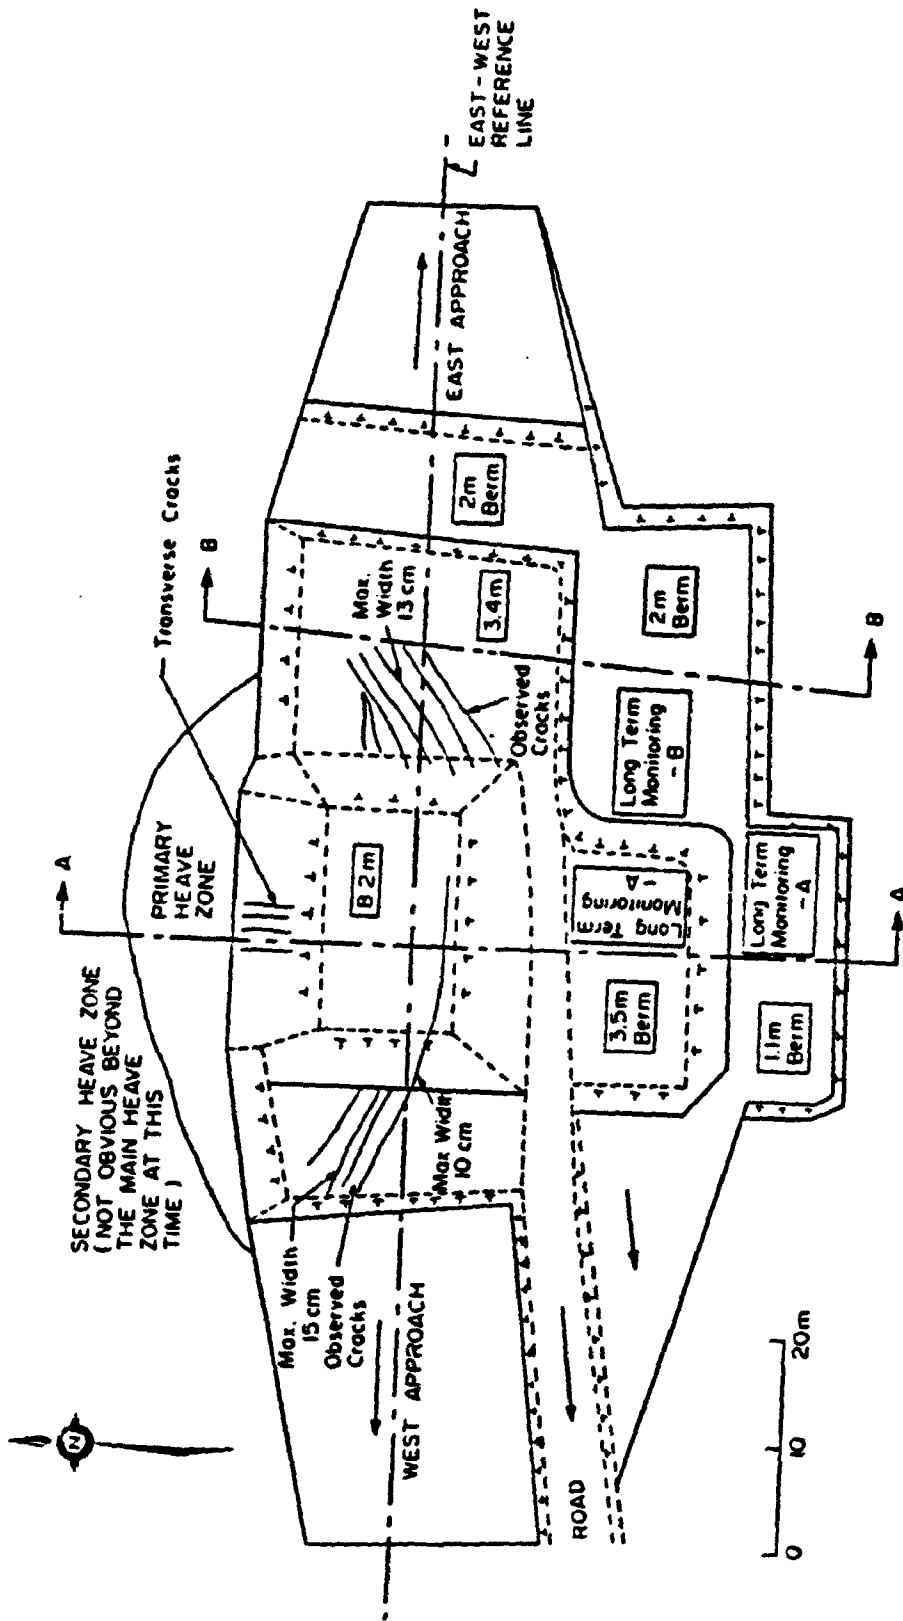 SECONDARY HEAVE ZONE
(NOT OBVIOUS BEYOND
THE MAIN HEAVE
ZONE AT THIS
TIME)
A
PRIMARY
HEAVE
ZONE
Transverse Cracks
B
EAST-WEST
REFERENCE
LINE
N
Max. Width
15 cm
Observed
Cracks
WEST APPROACH
Max Width
10 cm
8.2 m
Max.
Width
13 cm
Observed
Cracks
3.4m
2m
Berm
EAST APPROACH
ROAD
3.5m
Berm
Long Term
Monitoring
-A
Long Term
Monitoring
-B
2m
Berm
1.1m
Berm
Long Term
Monitoring
-A
A
B
0
10
20m